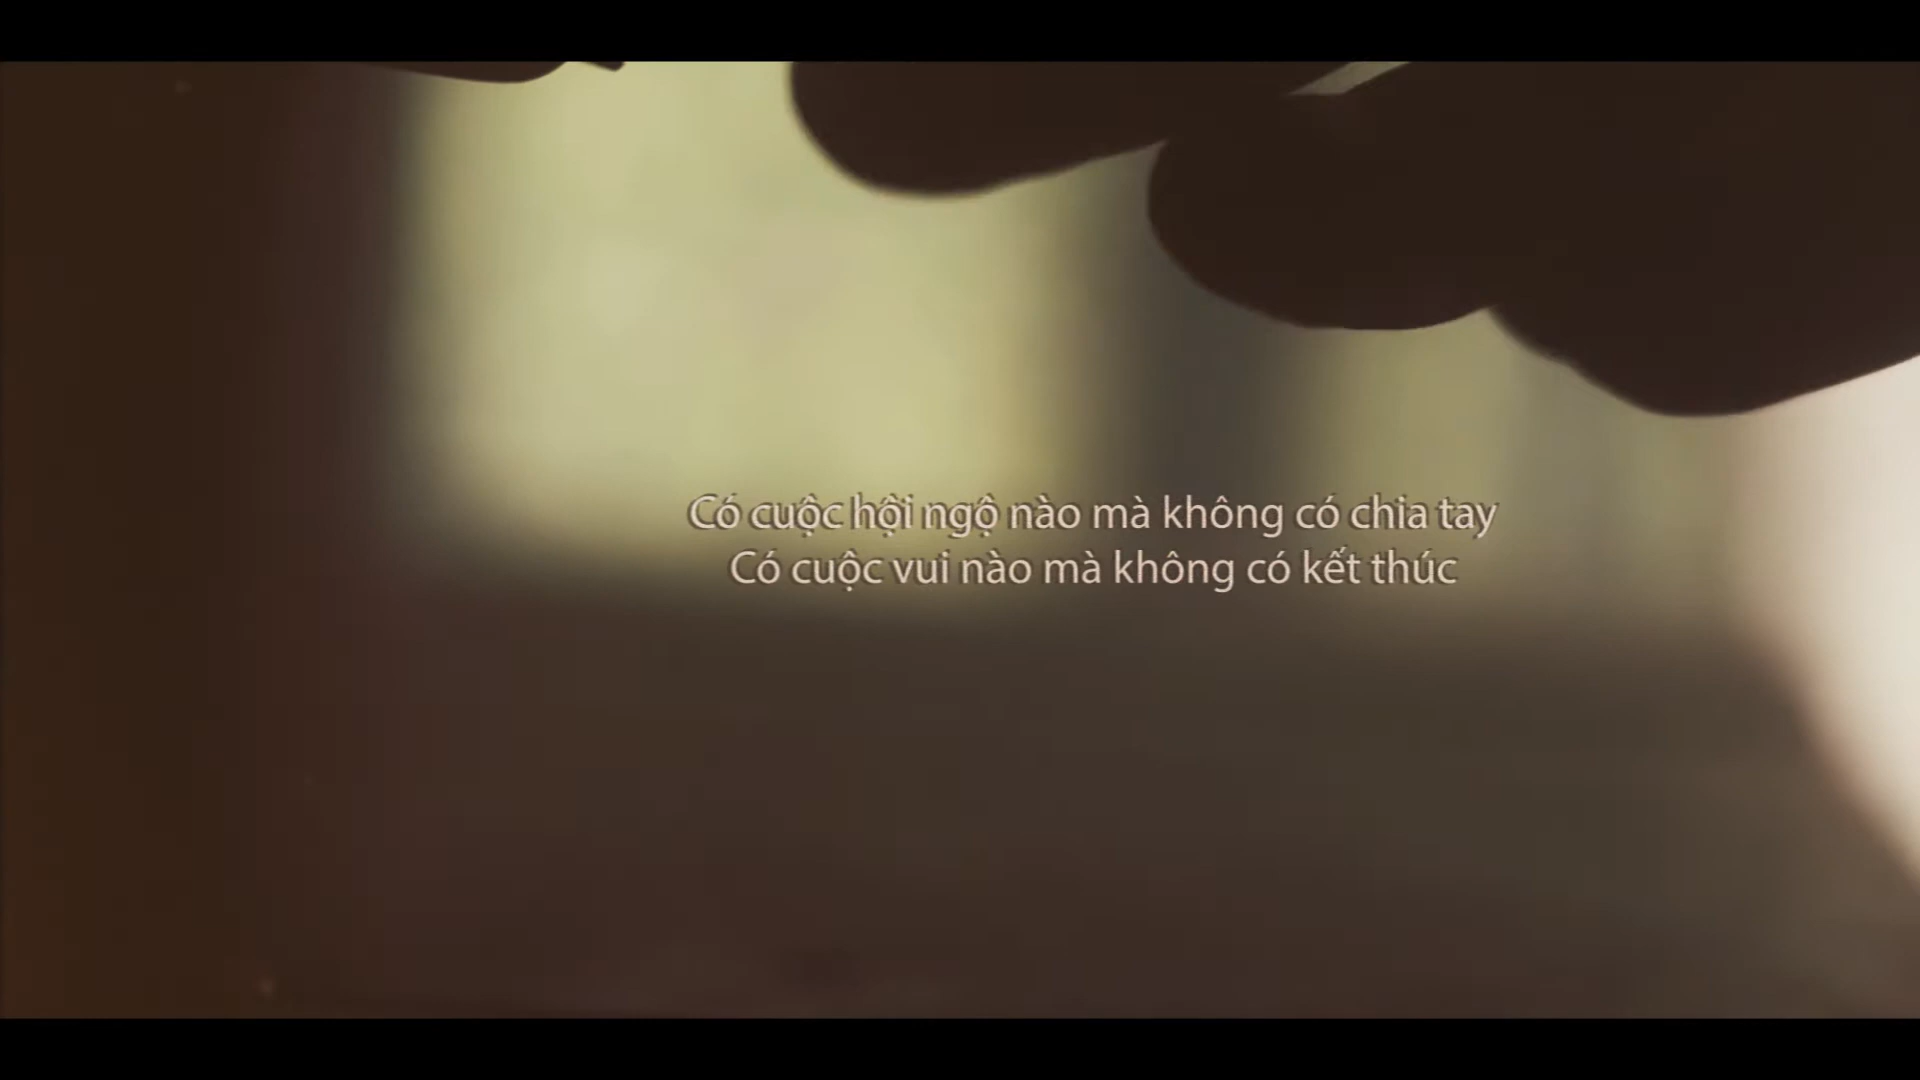 Có cuộc hội ngộ nào mà không có chia tay
Có cuộc vui nào mà không có kết thúc